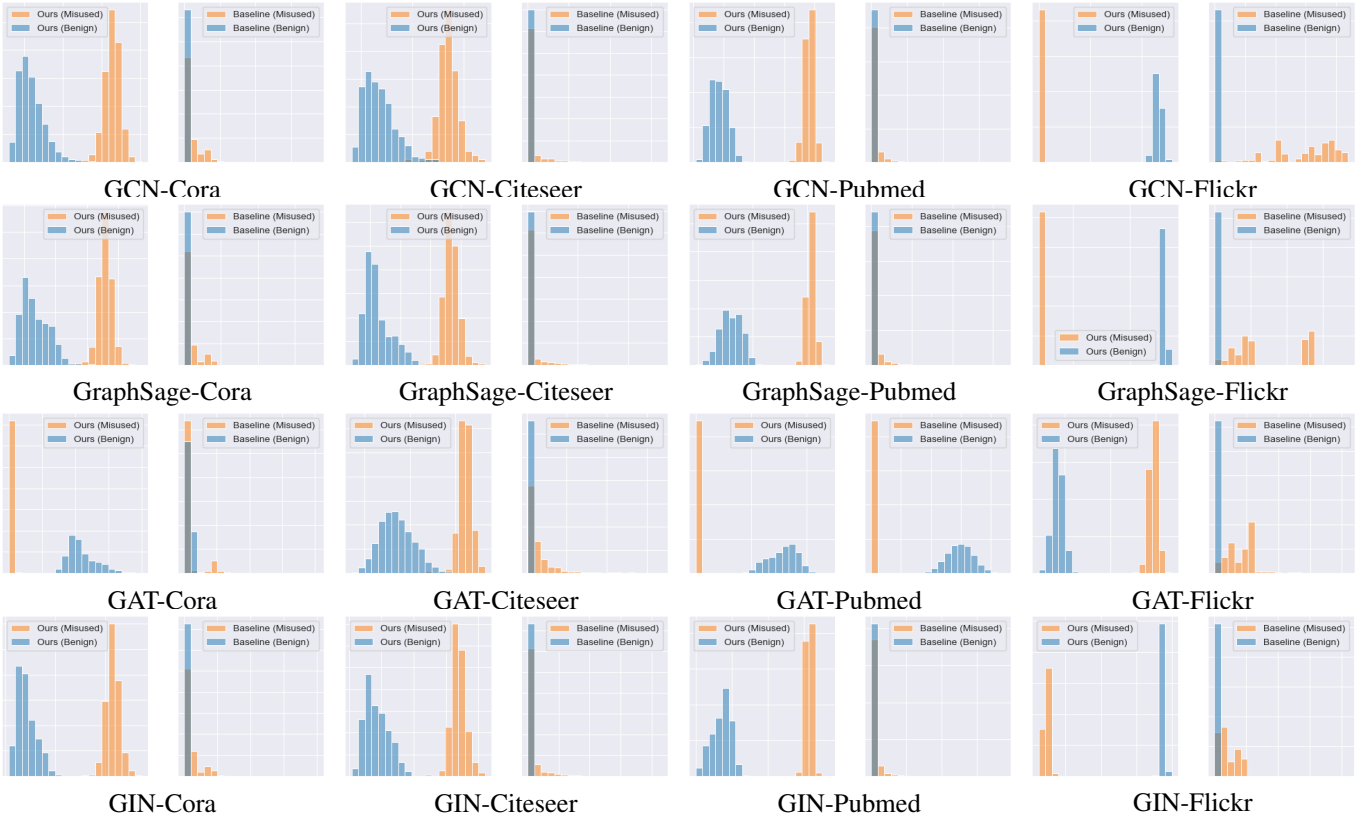 Ours (Misused)
Ours (Benign)
Baseline (Misused)
Baseline (Benign)
Ours (Misused)
Ours (Benign)
Baseline (Misused)
Baseline (Benign)
Ours (Misused)
Ours (Benign)
Baseline (Misused)
Baseline (Benign)
Ours (Misused)
Ours (Benign)
Baseline (Misused)
Baseline (Benign)
GCN-Cora
GCN-Citeseer
GCN-Pubmed
GCN-Flickr
Ours (Misused)
Ours (Benign)
Baseline (Misused)
Baseline (Benign)
Ours (Misused)
Ours (Benign)
Baseline (Misused)
Baseline (Benign)
Ours (Misused)
Ours (Benign)
Baseline (Misused)
Baseline (Benign)
Ours (Misused)
Ours (Benign)
Baseline (Misused)
Baseline (Benign)
GraphSage-Cora
GraphSage-Citeseer
GraphSage-Pubmed
GraphSage-Flickr
Ours (Misused)
Ours (Benign)
Baseline (Misused)
Baseline (Benign)
Ours (Misused)
Ours (Benign)
Baseline (Misused)
Baseline (Benign)
Ours (Misused)
Ours (Benign)
Baseline (Misused)
Baseline (Benign)
Ours (Misused)
Ours (Benign)
Baseline (Misused)
Baseline (Benign)
GAT-Cora
GAT-Citeseer
GAT-Pubmed
GAT-Flickr
Ours (Misused)
Ours (Benign)
Baseline (Misused)
Baseline (Benign)
Ours (Misused)
Ours (Benign)
Baseline (Misused)
Baseline (Benign)
Ours (Misused)
Ours (Benign)
Baseline (Misused)
Baseline (Benign)
Ours (Misused)
Ours (Benign)
Baseline (Misused)
Baseline (Benign)
GIN-Cora
GIN-Citeseer
GIN-Pubmed
GIN-Flickr